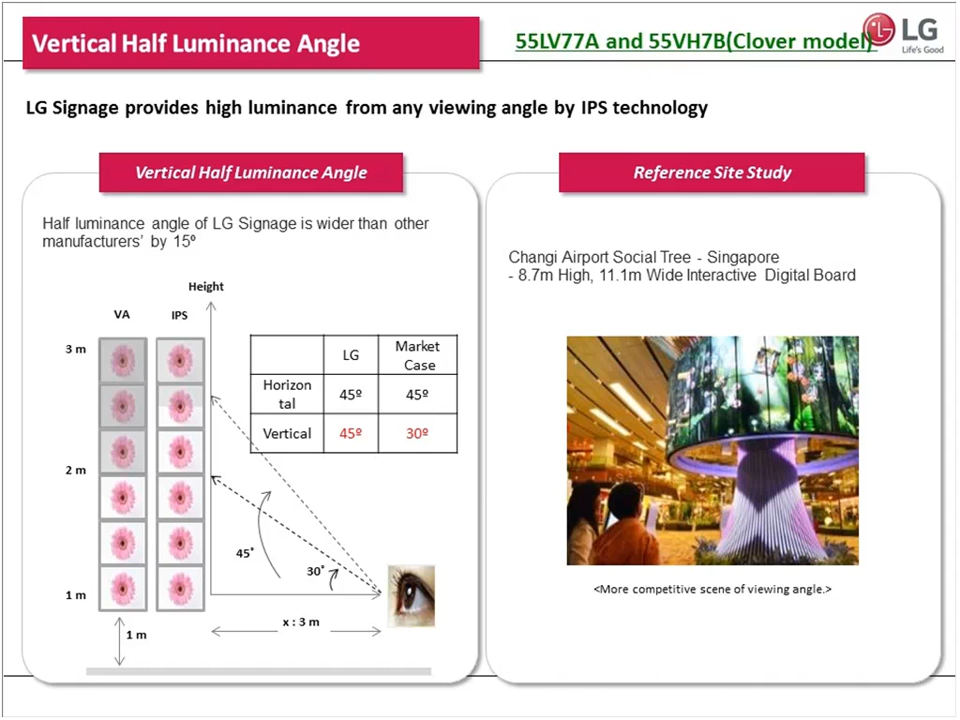 Vertical Half Luminance Angle
55LV77A and 55VH7B(Clover model)
LG
Life's Good
LG Signage provides high luminance from any viewing angle by IPS technology
Vertical Half Luminance Angle
Half luminance angle of LG Signage is wider than other
manufacturers' by 15º
Height
VA
IPS
3 m
2 m
1 m
1 m
LG
Market
Case
Horizon
tal
45º
45º
Vertical
45º
30º
45˚
30˚
x : 3 m
Reference Site Study
Changi Airport Social Tree - Singapore
- 8.7m High, 11.1m Wide Interactive Digital Board
<More competitive scene of viewing angle.>